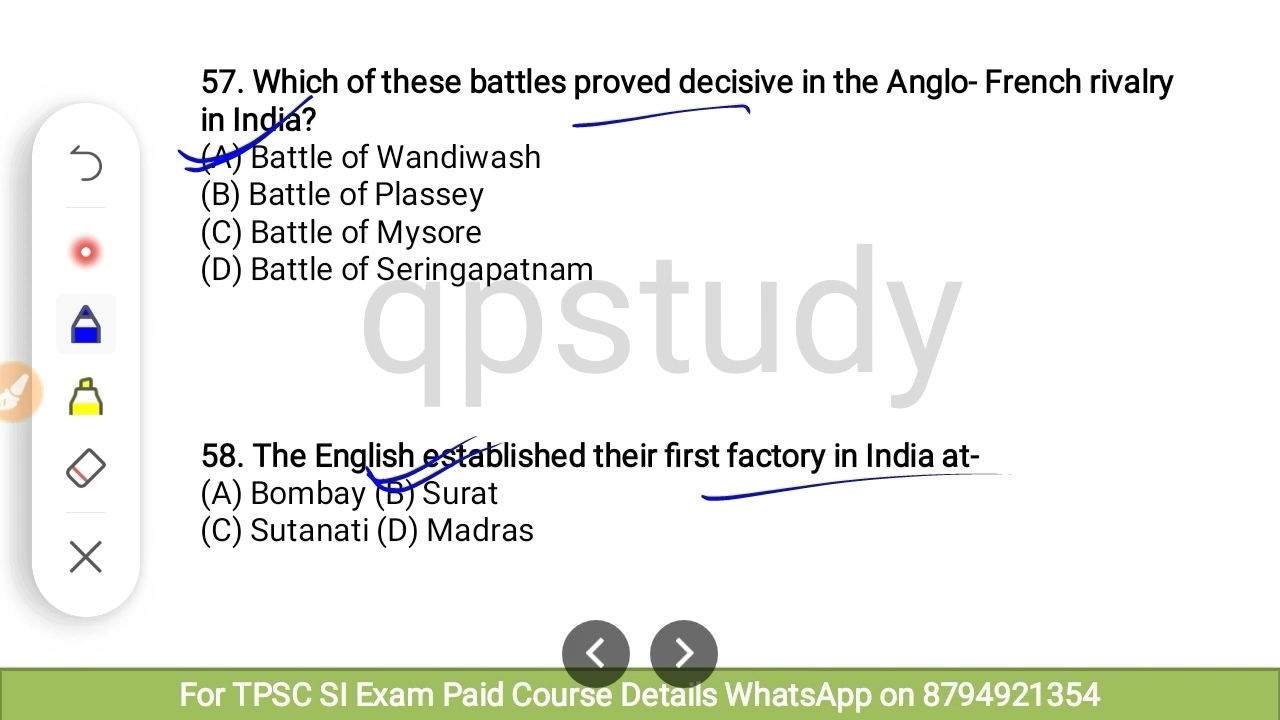 57. Which of these battles proved decisive in the Anglo- French rivalry
in India?
(A) Battle of Wandiwash
(B) Battle of Plassey
(C) Battle of Mysore
(D) Battle of Seringapatnam
qpstudy
58. The English established their first factory in India at-
(A) Bombay (B) Surat
(C) Sutanati (D) Madras
For TPSC SI Exam Paid Course Details WhatsApp on 8794921354